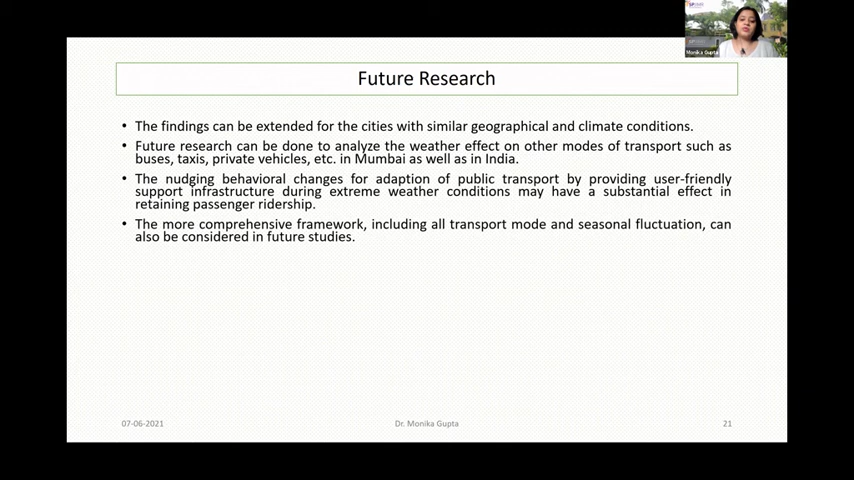 Monika Gupta
Future Research
• The findings can be extended for the cities with similar geographical and climate conditions.
• Future research can be done to analyze the weather effect on other modes of transport such as
buses, taxis, private vehicles, etc. in Mumbai as well as in India.
• The nudging behavioral changes for adaption of public transport by providing user-friendly
support infrastructure during extreme weather conditions may have a substantial effect in
retaining passenger ridership.
• The more comprehensive framework, including all transport mode and seasonal fluctuation, can
also be considered in future studies.
07-06-2021
Dr. Monika Gupta
21